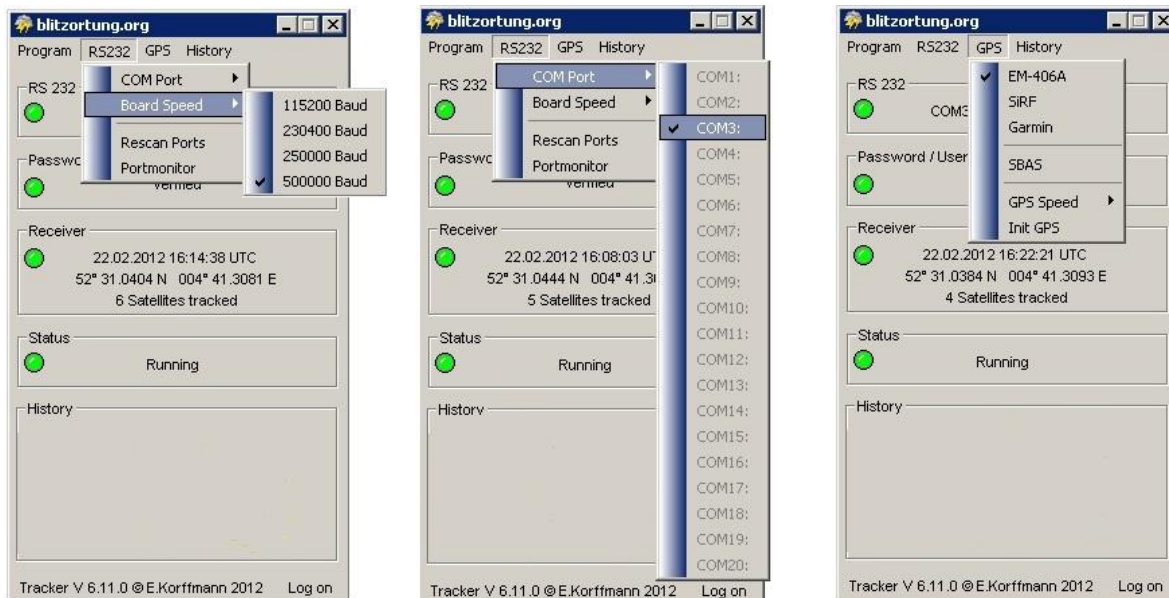 blitzortung.org
Program RS232 GPS History
COM Port
RS 232
Board Speed
115200 Baud
230400 Baud
Rescan Ports
250000 Baud
Portmonitor
500000 Baud
Receiver
22.02.2012 16:14:38 UTC
52° 31.0404 N 004° 41.3081 E
6 Satellites tracked
Status
Running
History
Tracker V 6.11.0 @ E.Korffmann 2012 Log on
blitzortung.org
Program RS232 GPS History
COM Port
RS 232
Board Speed
Rescan Ports
Portmonitor
COM1:
COM2:
COM3:
COM4:
COM5:
COM6:
COM7:
COM8:
COM9:
COM10:
COM11:
COM12:
COM13:
COM14:
COM15:
COM16:
COM17:
COM18:
COM19:
COM20:
Receiver
22.02.2012 16:08:03
52° 31.0444 N 004°
5 Satellites tracked
Status
Running
History
Tracker V 6.11.0 @ E.Korffmann 2012 Log on
blitzortung.org
Program RS232 GPS History
RS 232
EM-406A
SiRF
Garmin
Password / User
SBAS
GPS Speed
Init GPS
Receiver
22.02.2012 16:22:21 UTC
52° 31.0384 N 004° 41.3093 E
4 Satellites tracked
Status
Running
History
Tracker V 6.11.0 @ E.Korffmann 2012 Log on